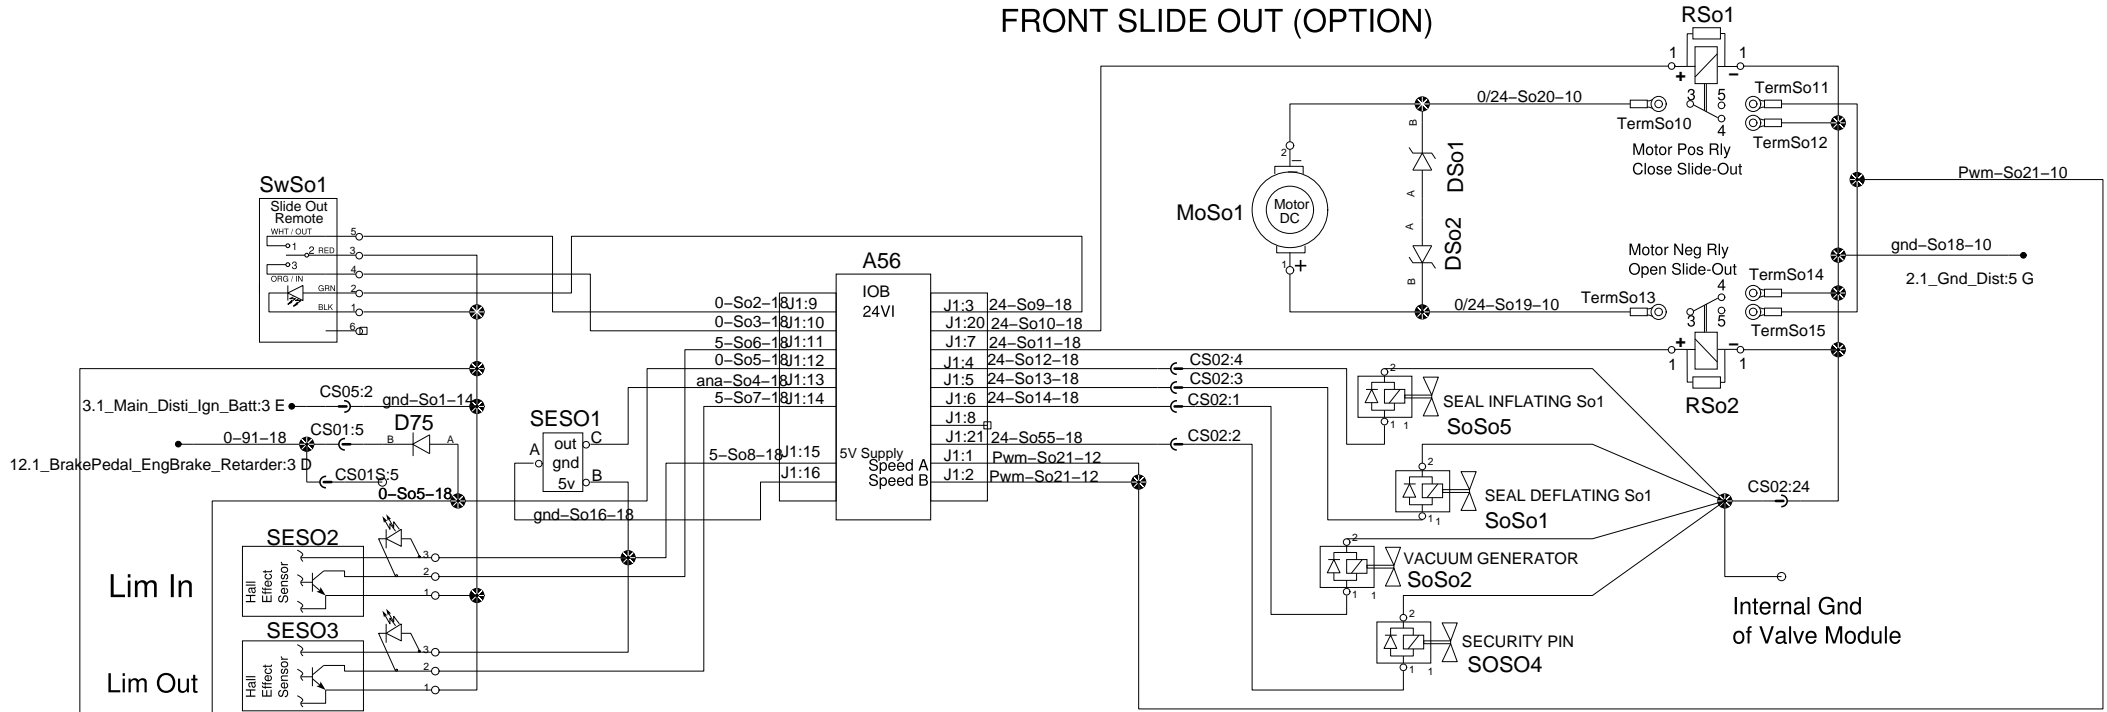 FRONT SLIDE OUT (OPTION)
RSo1
1
1
+
−
TermSo11
3
5
4
0/24−So20−10
TermSo10
TermSo12
Motor Pos Rly
Close Slide−Out
B
DSo1
A
A
DSo2
B
2
−
MoSo1
Motor
DC
1
+
Pwm−So21−10
gnd−So18−10
2.1_Gnd_Dist:5 G
Motor Neg Rly
Open Slide−Out
TermSo14
4
0/24−So19−10
TermSo13
3
5
TermSo15
+
−
1
1
RSo2
SwSo1
Slide Out
Remote
WHT / OUT
5
1
2
RED
3
3
4
ORG / IN
GRN
2
BLK
1
6
A56
IOB
24VI
0−So2−18
J1:9
0−So3−18
J1:10
5−So6−18
J1:11
0−So5−18
J1:12
ana−So4−18
J1:13
5−So7−18
J1:14
5−So8−18
J1:15
J1:16
5V Supply
Speed A
Speed B
J1:3
24−So9−18
J1:20
24−So10−18
J1:7
24−So11−18
J1:4
24−So12−18
CS02:4
J1:5
24−So13−18
CS02:3
J1:6
24−So14−18
CS02:1
J1:8
J1:21
24−So55−18
CS02:2
J1:1
Pwm−So21−12
J1:2
Pwm−So21−12
3.1_Main_Disti_Ign_Batt:3 E
CS05:2
gnd−So1−14
0−91−18
CS01:5
B
D75
A
12.1_BrakePedal_EngBrake_Retarder:3 D
CS01S:5
0−So5−18
SESO1
A
out
gnd
5v
C
B
gnd−So16−18
SESO2
Lim In
Hall
Effect
Sensor
3
2
1
SESO3
Lim Out
Hall
Effect
Sensor
3
2
1
2
SEAL INFLATING So1
SoSo5
1
1
2
SEAL DEFLATING So1
SoSo1
1
1
2
VACUUM GENERATOR
SoSo2
1
1
2
SECURITY PIN
SOSO4
1
1
CS02:24
Internal Gnd
of Valve Module